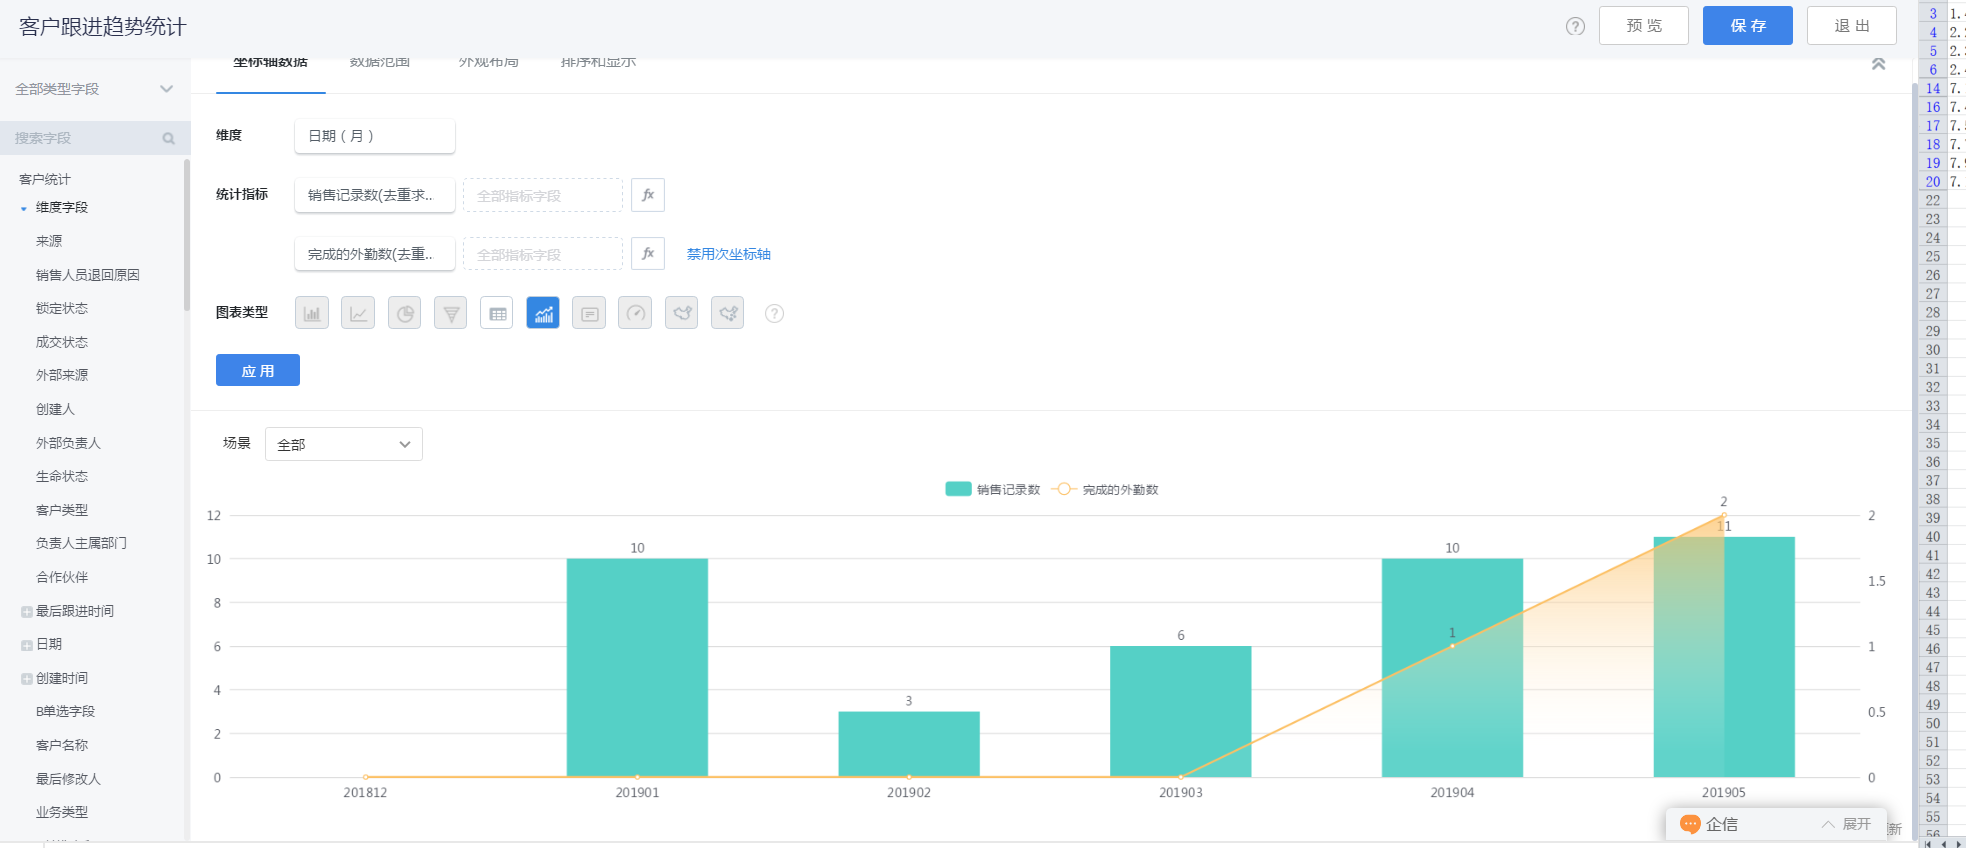 客户跟进趋势统计
预 览
保 存
退 出
坐标轴数据
数据范围
外观布局
排序和显示
全部类型字段
搜索字段
客户统计
维度字段
来源
销售人员退回原因
锁定状态
成交状态
外部来源
创建人
外部负责人
生命状态
客户类型
负责人主属部门
合作伙伴
最后跟进时间
日期
创建时间
B单选字段
客户名称
最后修改人
业务类型
维度
日期（月）
统计指标
销售记录数(去重求...
全部指标字段
fx
完成的外勤数(去重...
全部指标字段
fx
禁用次坐标轴
图表类型
?
应 用
场景
全部
销售记录数
完成的外勤数
12
10
8
6
4
2
0
10
3
6
10
11
1
2
2
1.5
1
0.5
0
201812
201901
201902
201903
201904
201905
企信
展开
新
3
4
5
6
14
16
17
18
19
20
22
23
24
25
26
27
28
29
30
31
32
33
34
35
36
37
38
39
40
41
42
43
44
45
46
47
48
49
50
51
52
53
54
55
56